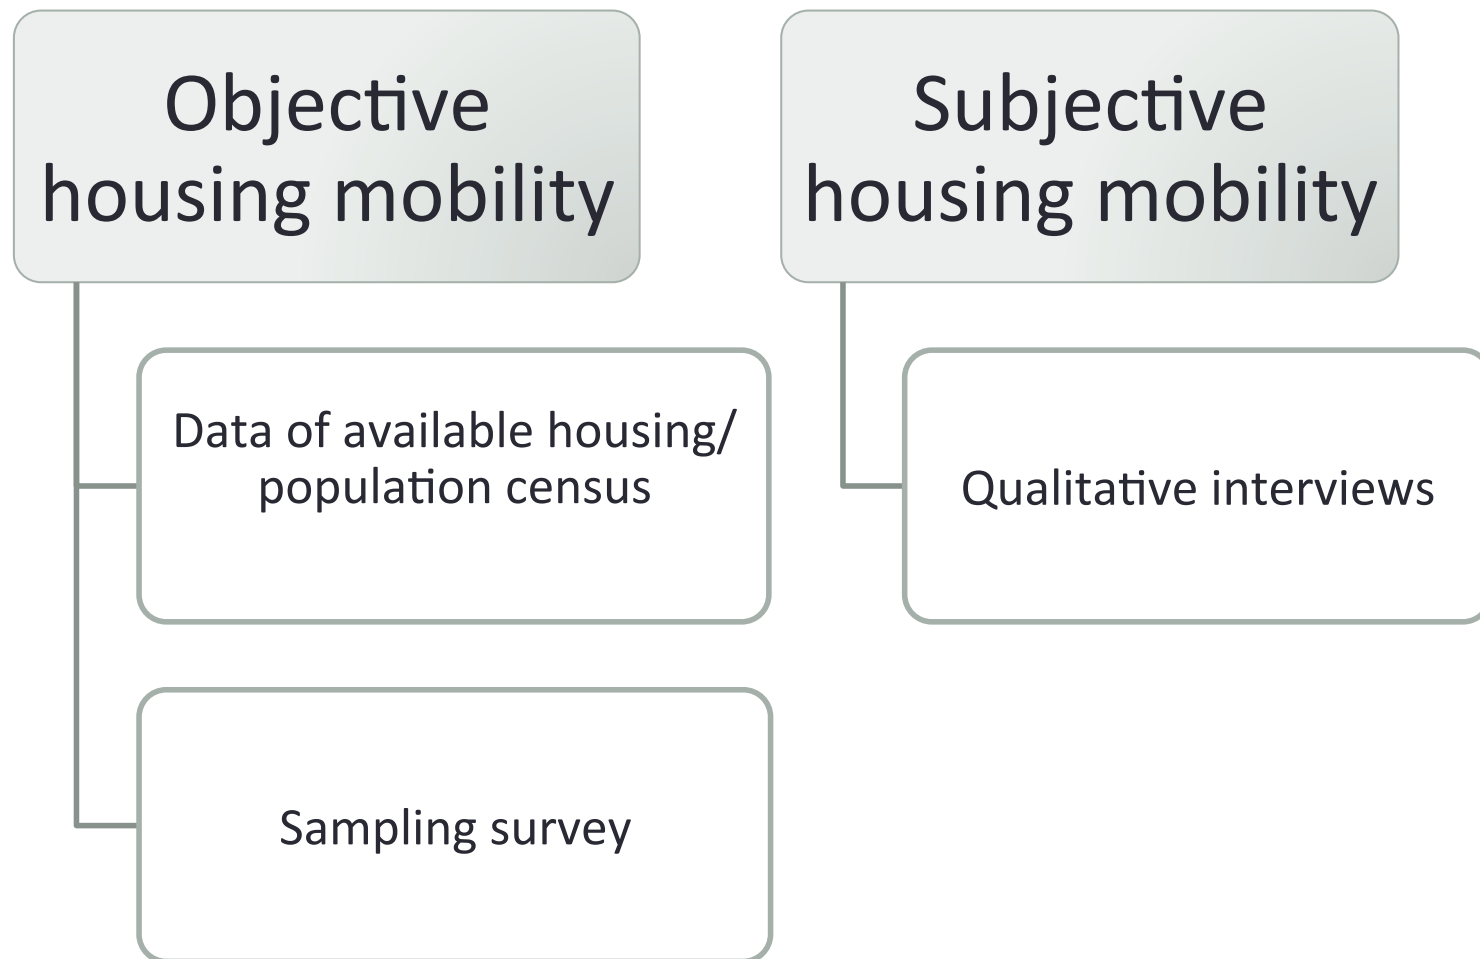 Objective
housing mobility
Data of available housing/
population census
Sampling survey
Subjective
housing mobility
Qualitative interviews